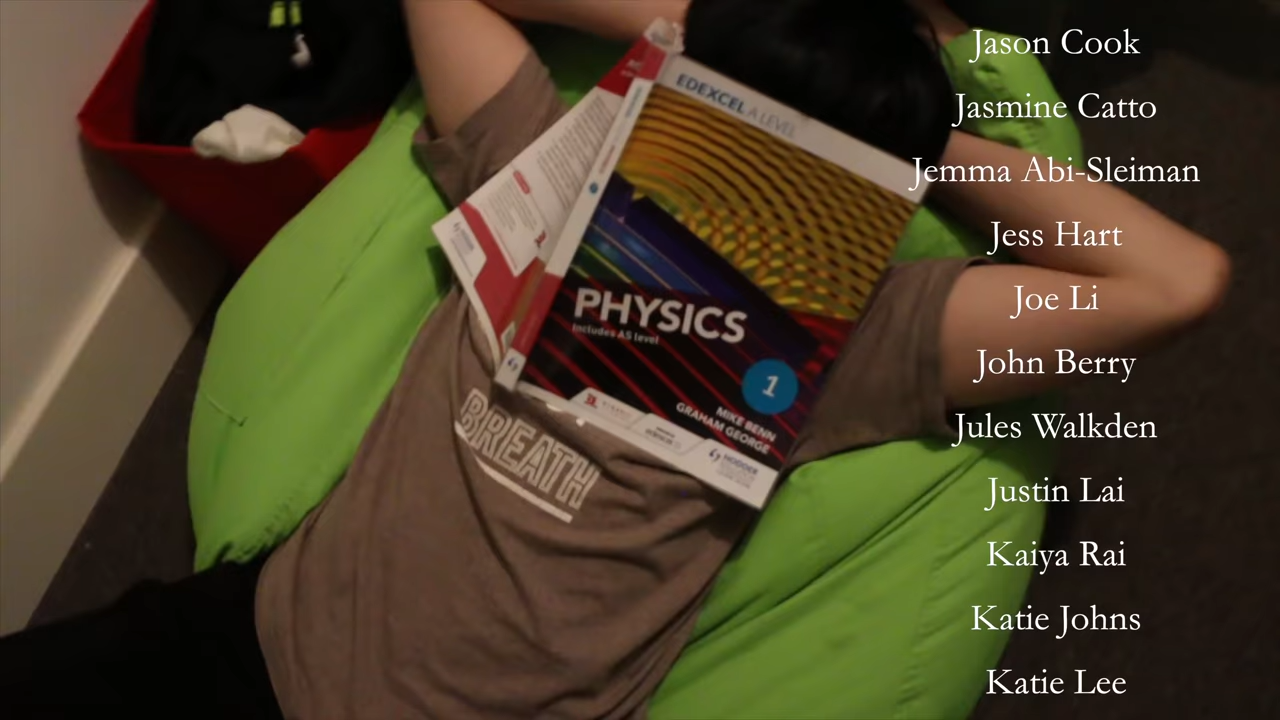 EDEXCEL A LEVEL
PHYSICS
Includes AS level
1
MIKE BENN
GRAHAM GEORGE
HODDER
BREATH
Jason Cook
Jasmine Catto
Jemma Abi-Sleiman
Jess Hart
Joe Li
John Berry
Jules Walkden
Justin Lai
Kaiya Rai
Katie Johns
Katie Lee